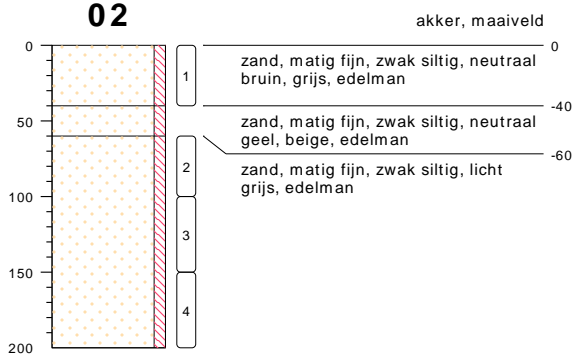 02
akker, maaiveld
0
0
zand, matig fijn, zwak siltig, neutraal
bruin, grijs, edelman
1
-40
50
zand, matig fijn, zwak siltig, neutraal
geel, beige, edelman
-60
zand, matig fijn, zwak siltig, licht
grijs, edelman
2
100
3
150
4
200